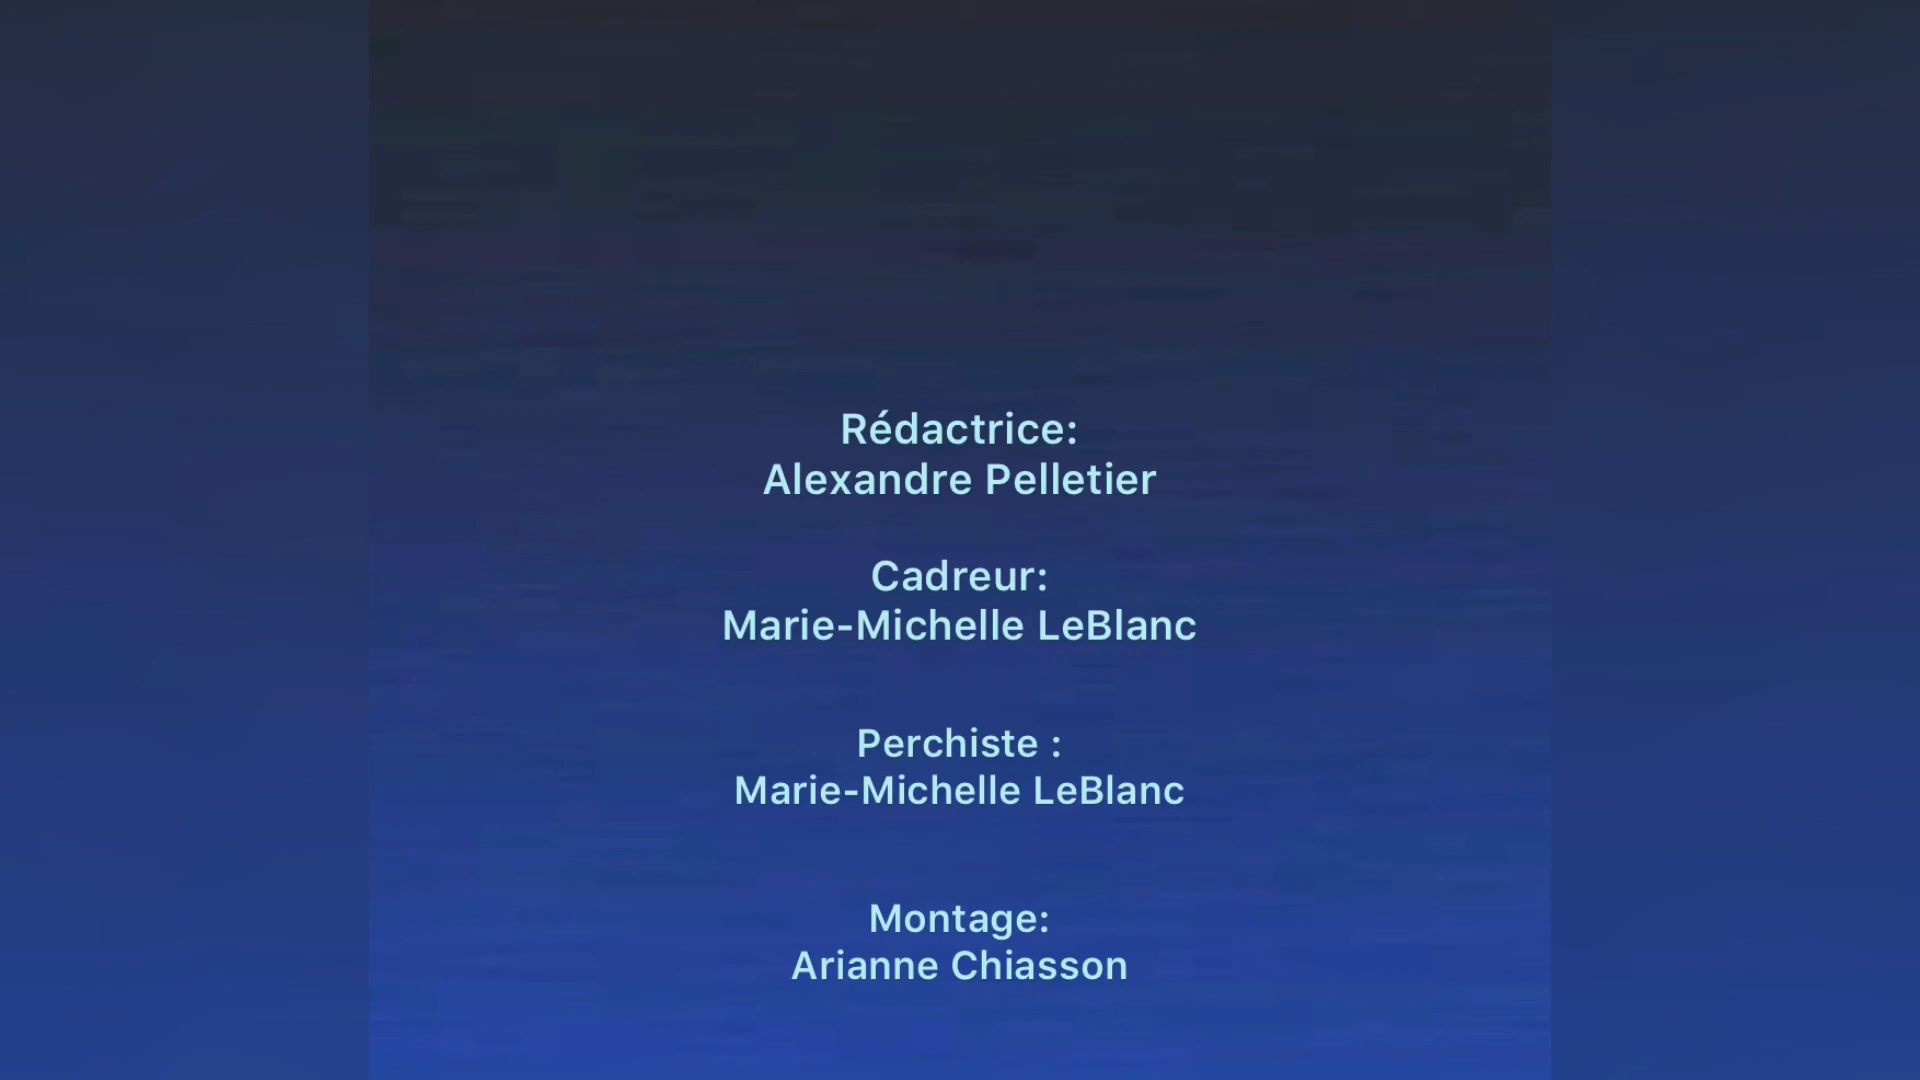 Rédactrice:
Alexandre Pelletier
Cadreur:
Marie-Michelle LeBlanc
Perchiste :
Marie-Michelle LeBlanc
Montage:
Arianne Chiasson